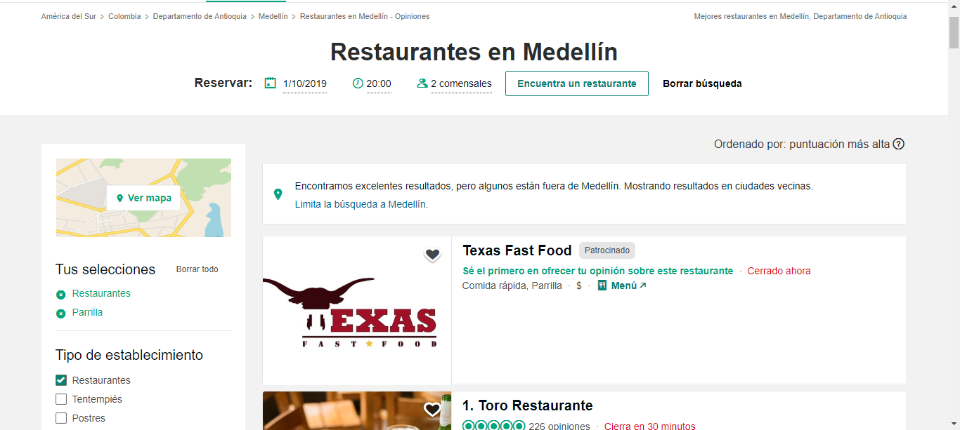 América del Sur > Colombia > Departamento de Antioquia > Medellín > Restaurantes en Medellín - Opiniones
Mejores restaurantes en Medellín, Departamento de Antioquia
Restaurantes en Medellín
Reservar: 1/10/2019 20:00 2 comensales Encuentra un restaurante Borrar búsqueda
Ordenado por: puntuación más alta ?
Ver mapa
Tus selecciones Borrar todo
Restaurantes
Parrilla
Tipo de establecimiento
Restaurantes
Tentempiés
Postres
Encontramos excelentes resultados, pero algunos están fuera de Medellín. Mostrando resultados en ciudades vecinas.
Limita la búsqueda a Medellín.
TEXAS
FAST FOOD
Texas Fast Food Patrocinado
Sé el primero en ofrecer tu opinión sobre este restaurante · Cerrado ahora
Comida rápida, Parrilla · $ · Menú
1. Toro Restaurante
226 opiniones · Cierra en 30 minutos